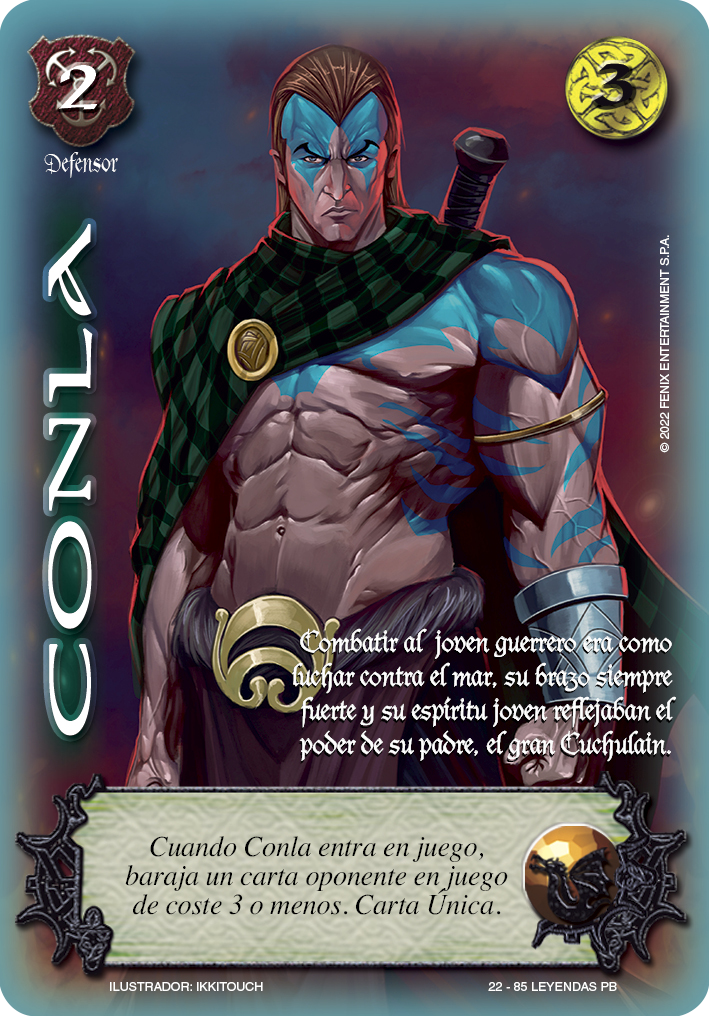 2
3
Defensor
CONLA
© 2022 FENIX ENTERTAINMENT S.P.A.
Combatir al joven guerrero era como
luchar contra el mar, su brazo siempre
fuerte y su espíritu joven reflejaban el
poder de su padre, el gran Cuchulain.
Cuando Conla entra en juego,
baraja un carta oponente en juego
de coste 3 o menos. Carta Única.
ILUSTRADOR: IKKITOUCH
22 - 85 LEYENDAS PB